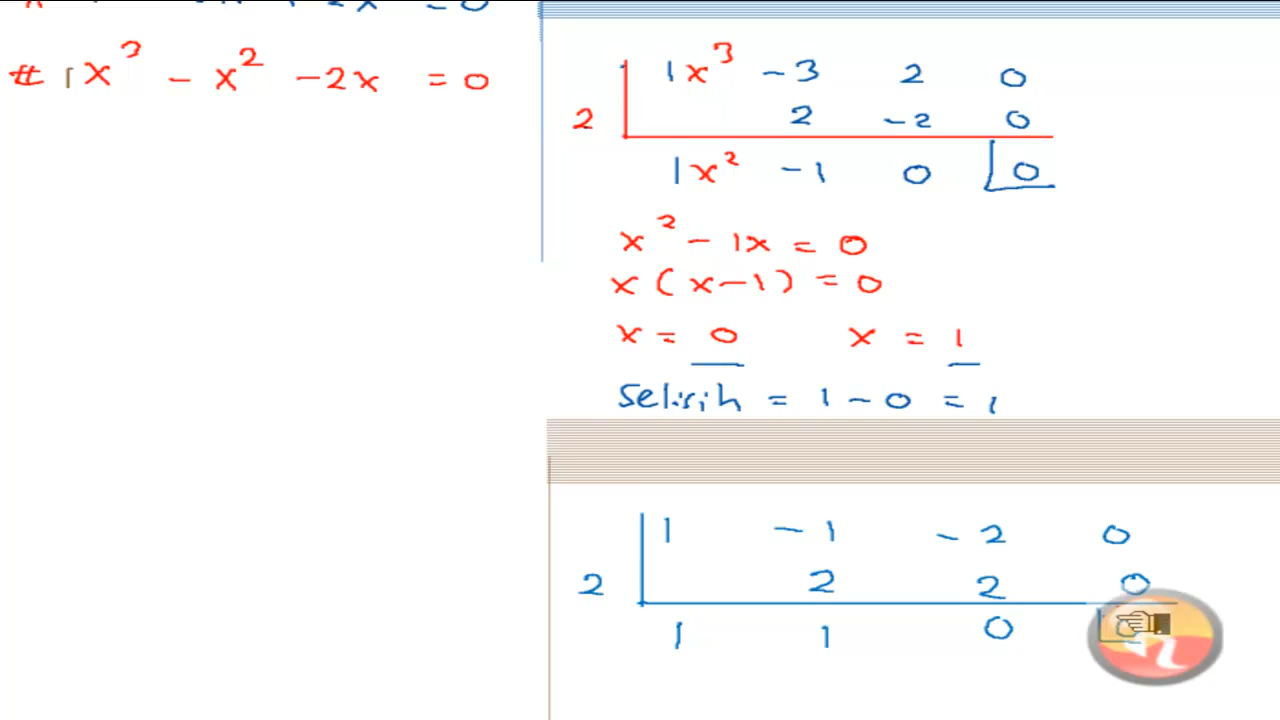 # 1x³ - x² - 2x = 0
1x³ - 3 2 0
2
2 - 2 0
1x² - 1 0 0
x² - 1x = 0
x (x - 1) = 0
x = 0 x = 1
Selisih = 1 - 0 = 1
1 - 1 - 2 0
2 2 2 0
1 1 0